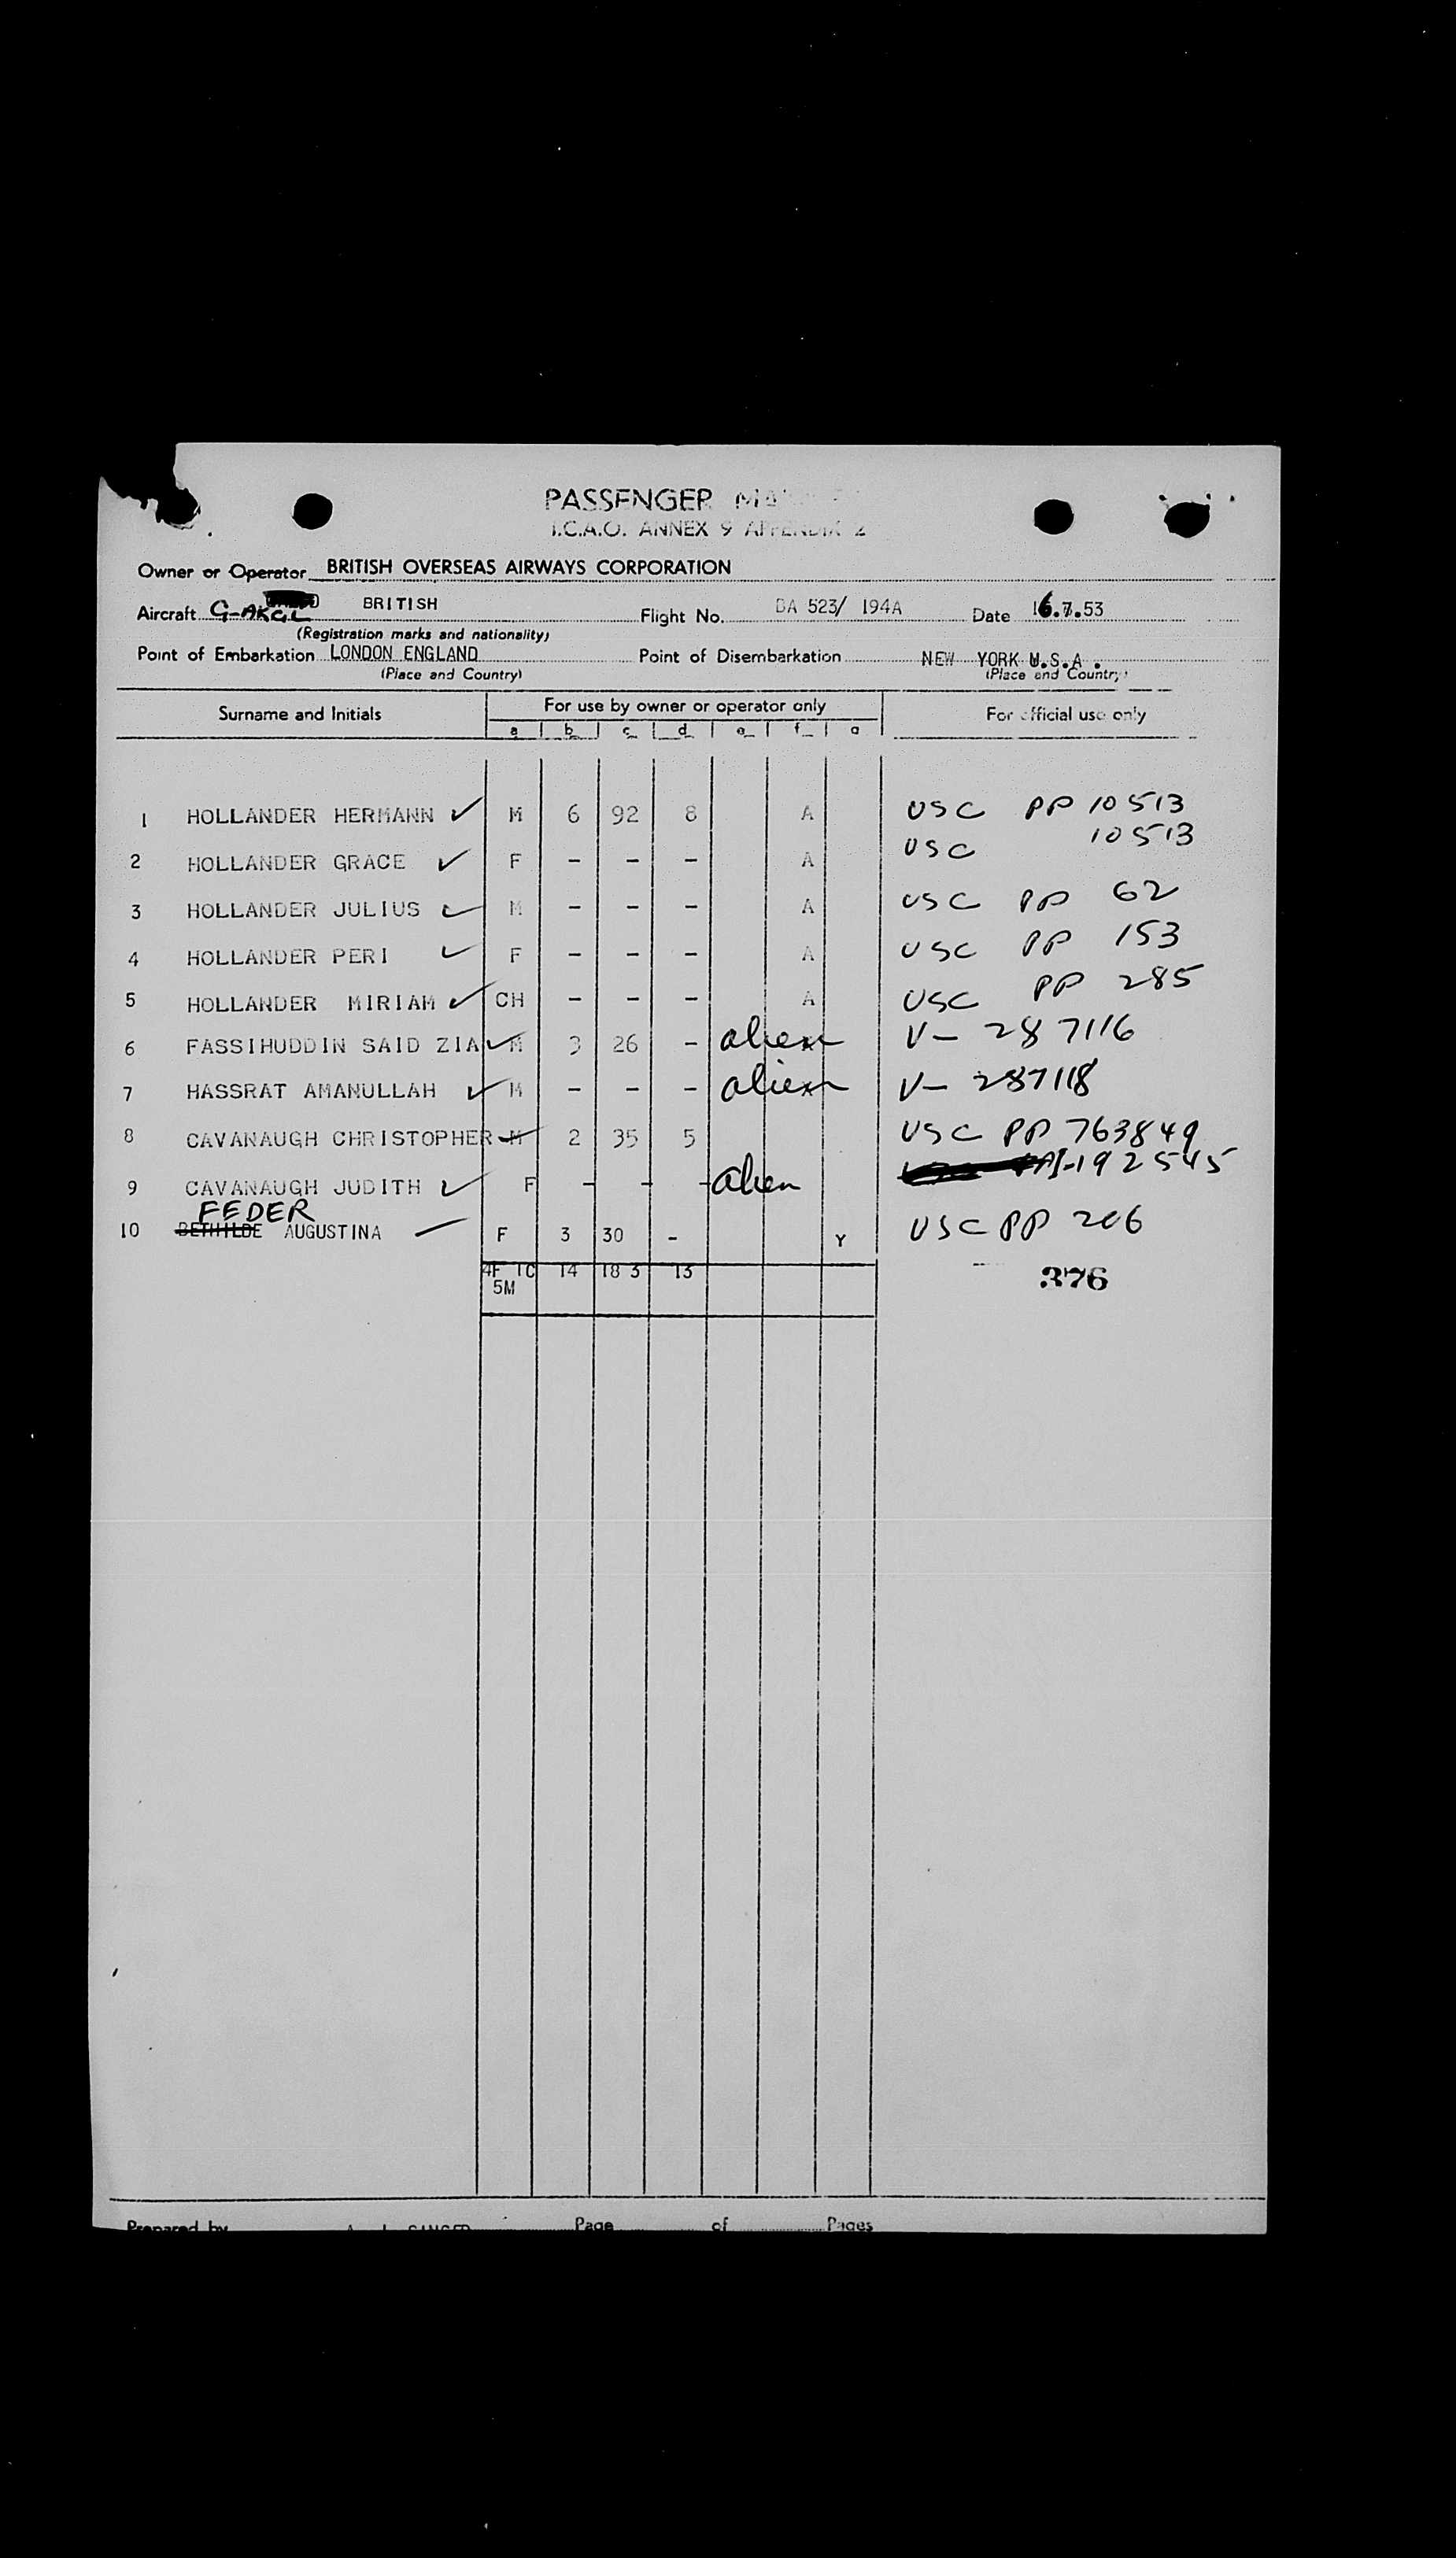 PASSENGER
I.C.A.O. ANNEX 9 APPENDIX 2
Owner or Operator BRITISH OVERSEAS AIRWAYS CORPORATION
Aircraft G-AKGL BRITISH Flight No. BA 523/ 194A Date 16.7.53
(Registration marks and nationality)
Point of Embarkation LONDON ENGLAND Point of Disembarkation NEW YORK U.S.A.
(Place and Country) (Place and Country)
Surname and Initials For use by owner or operator only For official use only
a b c d e f g
1 HOLLANDER HERMANN ✓ M 6 92 8 A USC PP 10513
2 HOLLANDER GRACE ✓ F - - - A USC 10513
3 HOLLANDER JULIUS ✓ M - - - A USC PP 62
4 HOLLANDER PERI ✓ F - - - A USC PP 153
5 HOLLANDER MIRIAM ✓ CH - - - A USC PP 285
6 FASSIHUDDIN SAID ZIA ✓ M 3 26 - alien V- 287116
7 HASSRAT AMANULLAH ✓ M - - - alien V- 287118
8 CAVANAUGH CHRISTOPHER M 2 35 5 USC PP 763849
9 CAVANAUGH JUDITH ✓ F - - - alien I-192545
FEDER
10 BETHILDE AUGUSTINA F 3 30 - Y USC PP 206
4F 1C 14 183 13 376
5M
Prepared by Page of Pages